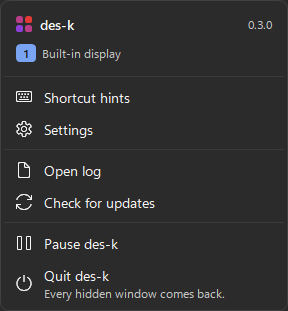 des-k 0.3.0
1 Built-in display
Shortcut hints
Settings
Open log
Check for updates
Pause des-k
Quit des-k
Every hidden window comes back.